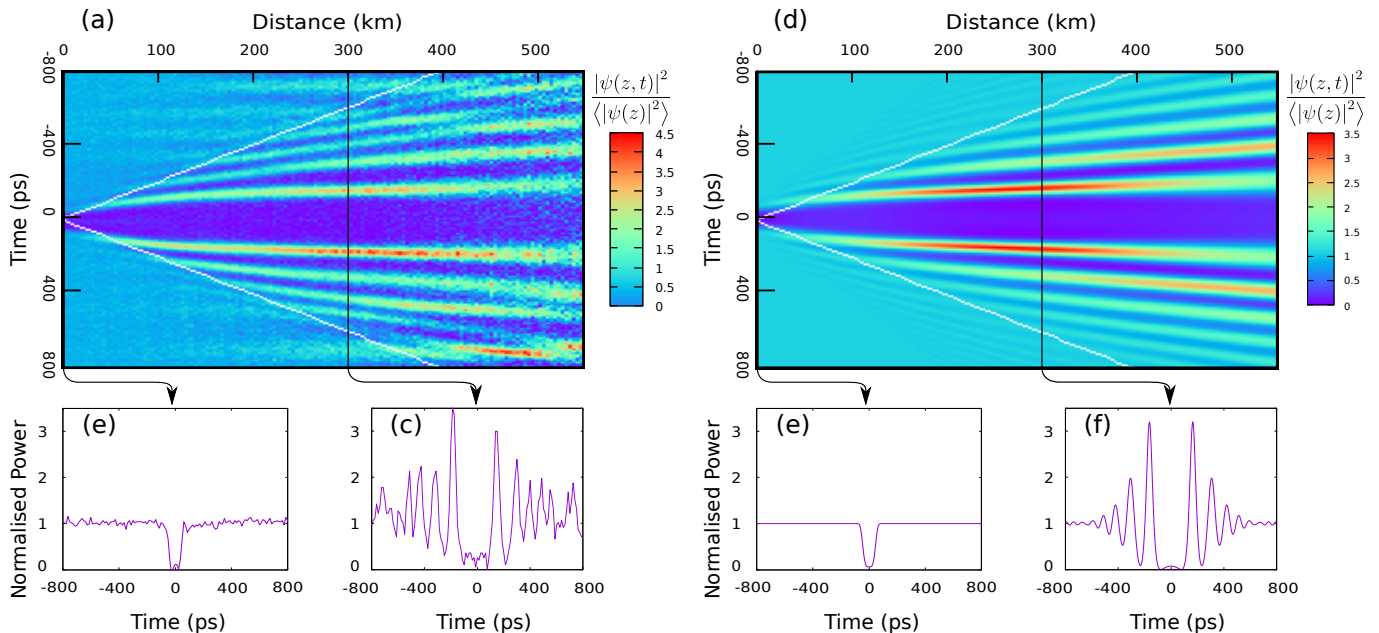 (a)
Distance (km)
0 100 200 300 400 500
-800
-400
0
400
800
Time (ps)
|ψ(z, t)|²
⟨|ψ(z)|²⟩
4.5
4
3.5
3
2.5
2
1.5
1
0.5
0
(d)
Distance (km)
0 100 200 300 400 500
-800
-400
0
400
800
Time (ps)
|ψ(z, t)|²
⟨|ψ(z)|²⟩
3.5
3
2.5
2
1.5
1
0.5
0
(e)
Normalised Power
3
2
1
0
-800 -400 0 400 800
Time (ps)
(c)
3
2
1
0
-800 -400 0 400 800
Time (ps)
(e)
Normalised Power
3
2
1
0
-800 -400 0 400 800
Time (ps)
(f)
3
2
1
0
-800 -400 0 400 800
Time (ps)